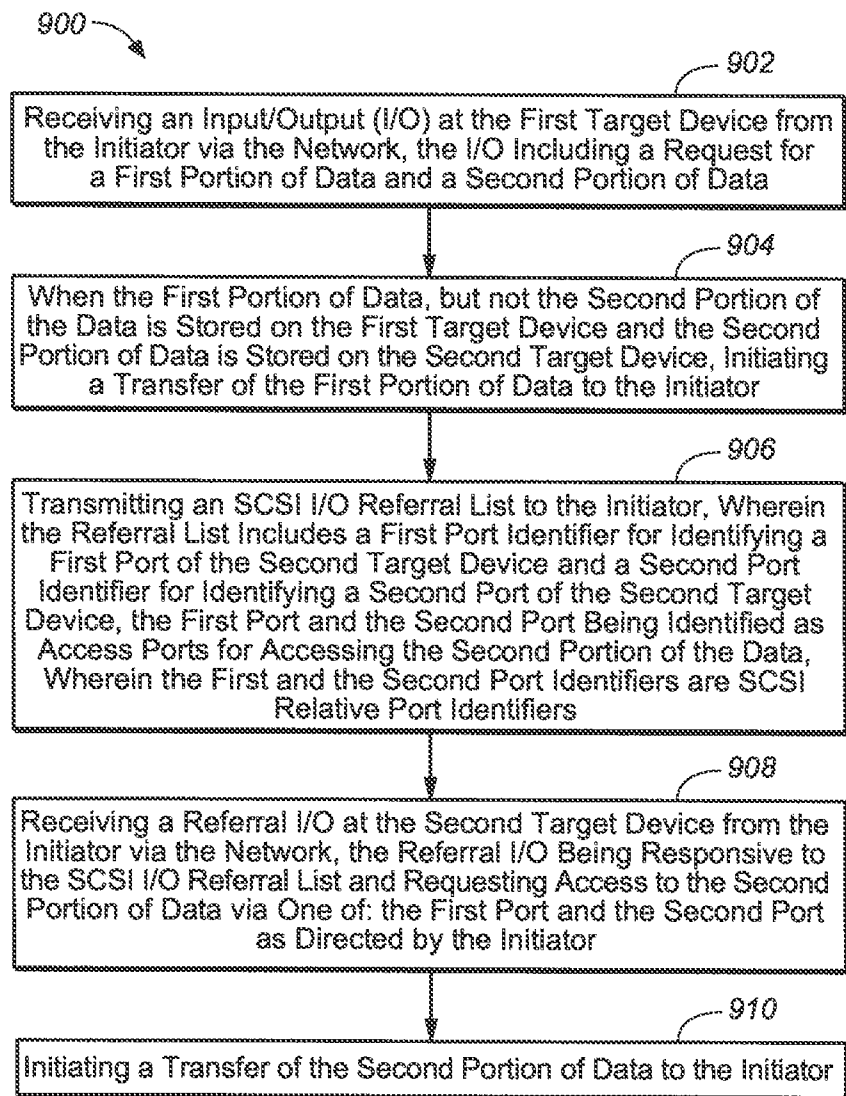 900
902
Receiving an Input/Output (I/O) at the First Target Device from
the Initiator via the Network, the I/O Including a Request for
a First Portion of Data and a Second Portion of Data
904
When the First Portion of Data, but not the Second Portion of
the Data is Stored on the First Target Device and the Second
Portion of Data is Stored on the Second Target Device, Initiating
a Transfer of the First Portion of Data to the Initiator
906
Transmitting an SCSI I/O Referral List to the Initiator, Wherein
the Referral List Includes a First Port Identifier for Identifying a
First Port of the Second Target Device and a Second Port
Identifier for Identifying a Second Port of the Second Target
Device, the First Port and the Second Port Being Identified as
Access Ports for Accessing the Second Portion of the Data,
Wherein the First and the Second Port Identifiers are SCSI
Relative Port Identifiers
908
Receiving a Referral I/O at the Second Target Device from the
Initiator via the Network, the Referral I/O Being Responsive to
the SCSI I/O Referral List and Requesting Access to the Second
Portion of Data via One of: the First Port and the Second Port
as Directed by the Initiator
910
Initiating a Transfer of the Second Portion of Data to the Initiator